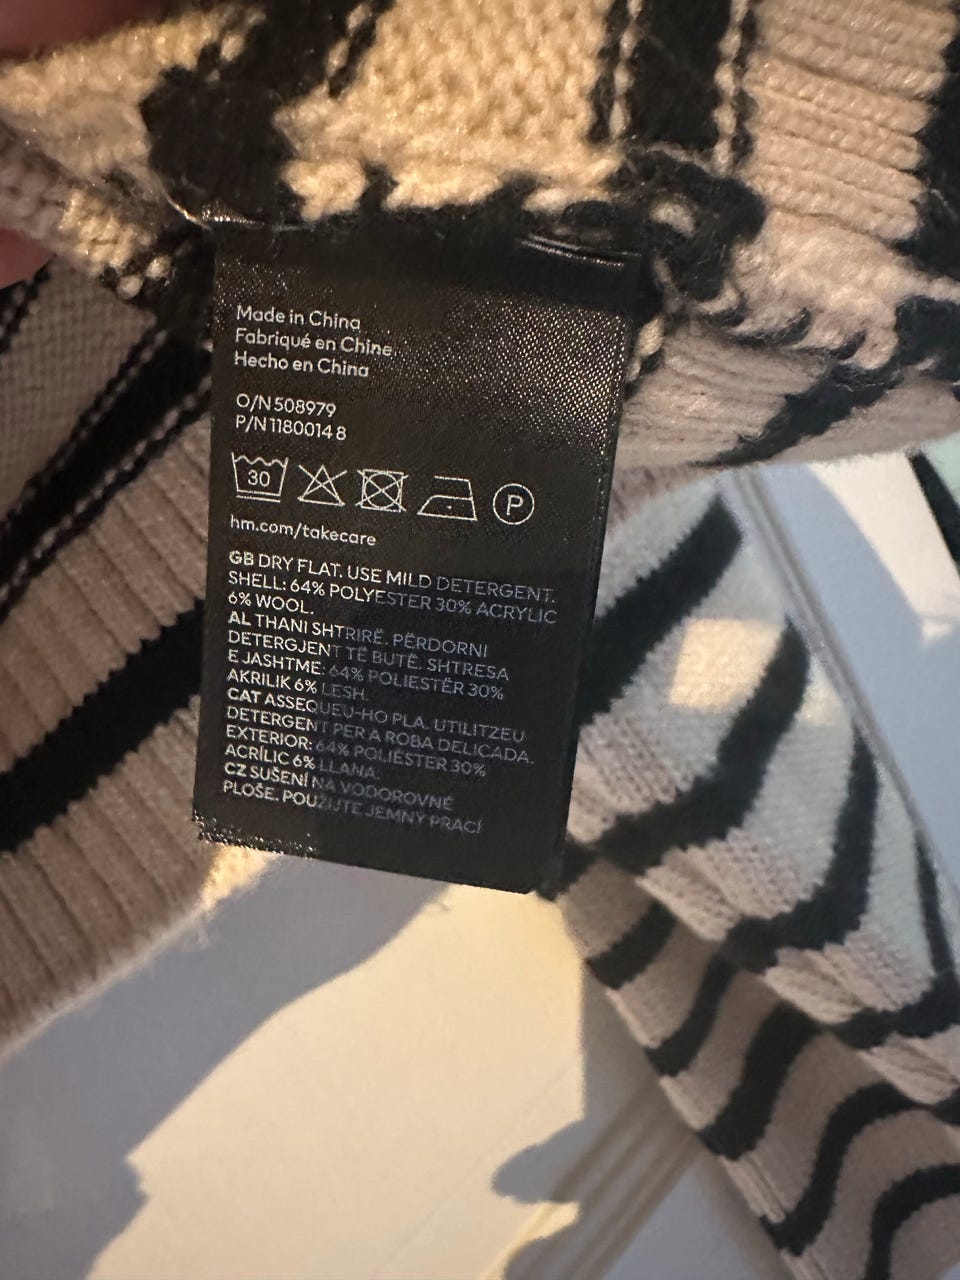 Made in China
Fabriqué en Chine
Hecho en China
O/N 508979
P/N 1180014 8
30
P
hm.com/takecare
GB DRY FLAT. USE MILD DETERGENT.
SHELL: 64% POLYESTER 30% ACRYLIC
6% WOOL.
AL THANI SHTRIRË. PËRDORNI
DETERGJENT TË BUTË. SHTRESA
E JASHTME: 64% POLIESTËR 30%
AKRILIK 6% LESH.
CAT ASSEQUEU-HO PLA. UTILITZEU
DETERGENT PER A ROBA DELICADA.
EXTERIOR: 64% POLIÈSTER 30%
ACRÍLIC 6% LLANA.
CZ SUŠENÍ NA VODOROVNÉ
PLOŠE. POUŽIJTE JEMNÝ PRACÍ